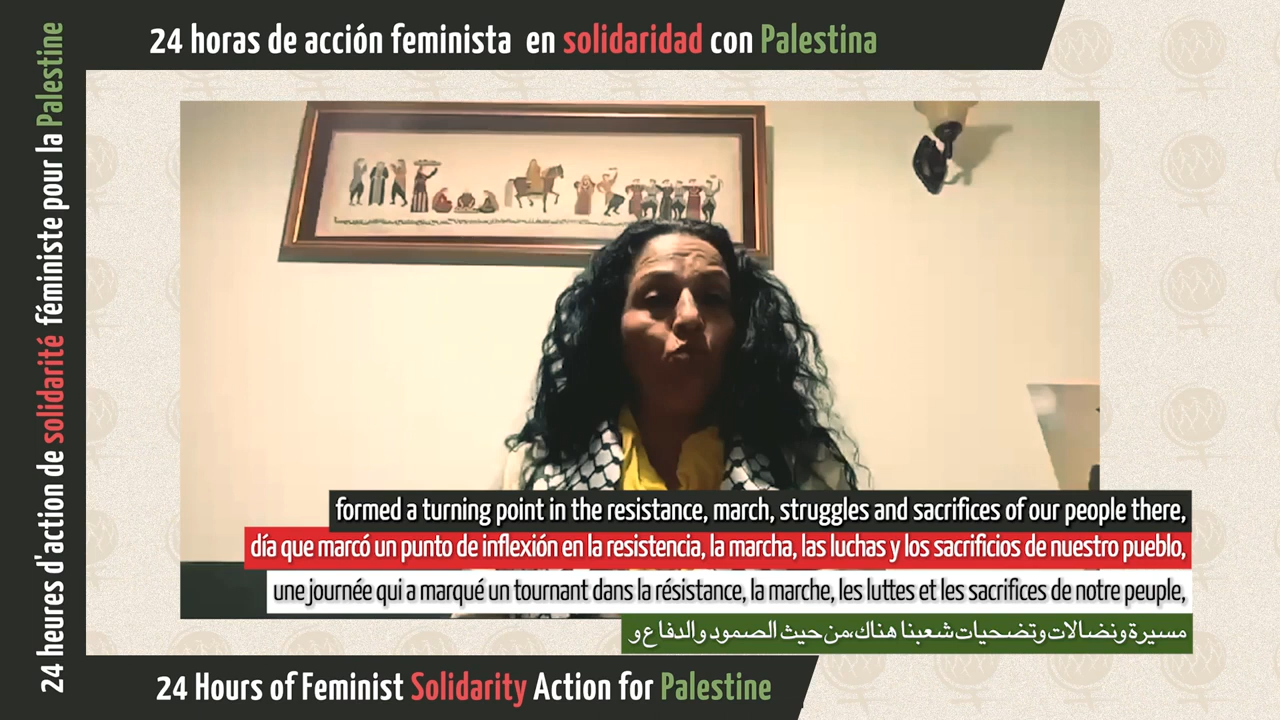 24 horas de acción feminista en solidaridad con Palestina
24 heures d'action de solidarité féministe pour la Palestine
formed a turning point in the resistance, march, struggles and sacrifices of our people there,
día que marcó un punto de inflexión en la resistencia, la marcha, las luchas y los sacrificios de nuestro pueblo,
une journée qui a marqué un tournant dans la résistance, la marche, les luttes et les sacrifices de notre peuple,
مسيرة ونضالات وتضحيات شعبنا هناك،من حيث الصمود والدفاع و
24 Hours of Feminist Solidarity Action for Palestine